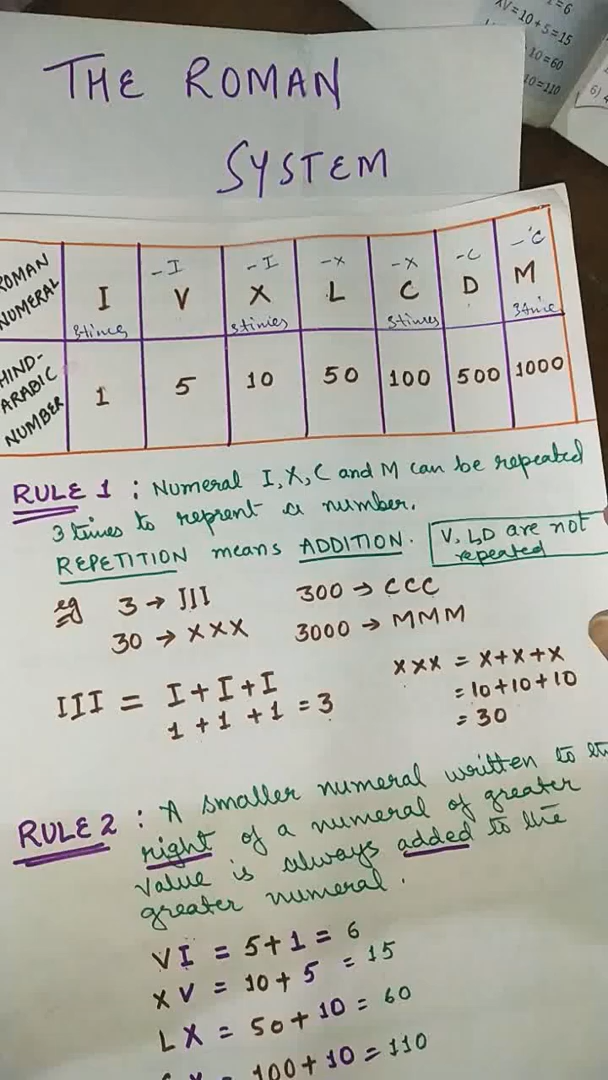 =6
XV=10+5=15
10=60
10=110
6)
THE ROMAN
SYSTEM
ROMAN NUMERAL
I
3times
-I
V
-I
X
3times
-X
L
-X
C
3times
-C
D
-C
M
3time
HIND-
ARABIC
NUMBER
1
5
10
50
100
500
1000
RULE 1 : Numeral I, X, C and M can be repeated
3 times to reprent a number.
REPETITION means ADDITION.
V, L, D are not
repeated
eg 3 → III
300 → CCC
30 → XXX
3000 → MMM
III = I + I + I
1 + 1 + 1 = 3
XXX = X+X+X
= 10+10+10
= 30
RULE 2 : A smaller numeral written to
right of a numeral of greater
value is always added to the
greater numeral.
VI = 5+1 = 6
XV = 10+5 = 15
LX = 50+10 = 60
= 100+10 = 110